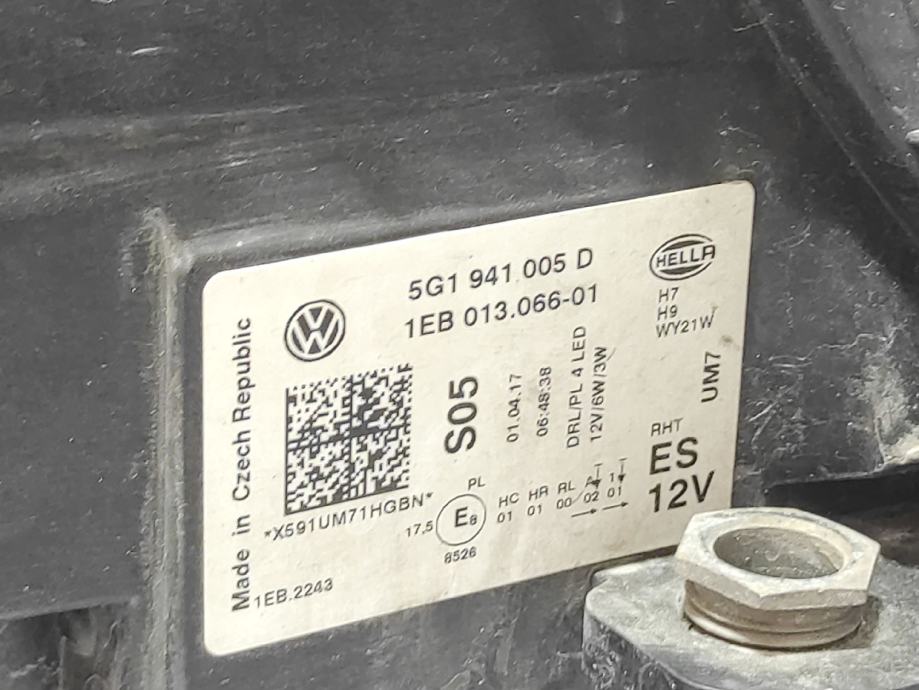 5G1 941 005 D
1EB 013.066-01
HELLA
H7
H9
WY21W
UM7
Made in Czech Republic
S05
01.04.17
06:48:38
DRL/PL 4 LED
12V/6W/3W
RHT
ES
12V
*X591UM71HGBN*
17,5
E8
8526
PL
HC HR RL A 1
01 01 00 02 01
1EB.2243